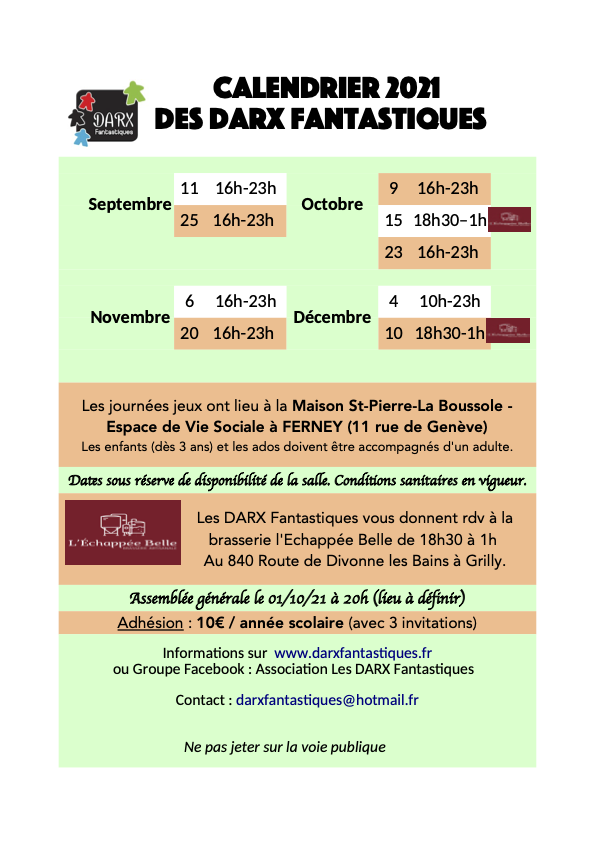 CALENDRIER 2021
DES DARX FANTASTIQUES
DARX
Fantastiques
Septembre
11 16h-23h
25 16h-23h
Octobre
9 16h-23h
15 18h30–1h
23 16h-23h
Novembre
6 16h-23h
20 16h-23h
Décembre
4 10h-23h
10 18h30-1h
Les journées jeux ont lieu à la Maison St-Pierre-La Boussole -
Espace de Vie Sociale à FERNEY (11 rue de Genève)
Les enfants (dès 3 ans) et les ados doivent être accompagnés d'un adulte.
Dates sous réserve de disponibilité de la salle. Conditions sanitaires en vigueur.
L'Échappée Belle
Les DARX Fantastiques vous donnent rdv à la
brasserie l'Echappée Belle de 18h30 à 1h
Au 840 Route de Divonne les Bains à Grilly.
Assemblée générale le 01/10/21 à 20h (lieu à définir)
Adhésion : 10€ / année scolaire (avec 3 invitations)
Informations sur www.darxfantastiques.fr
ou Groupe Facebook : Association Les DARX Fantastiques
Contact : darxfantastiques@hotmail.fr
Ne pas jeter sur la voie publique